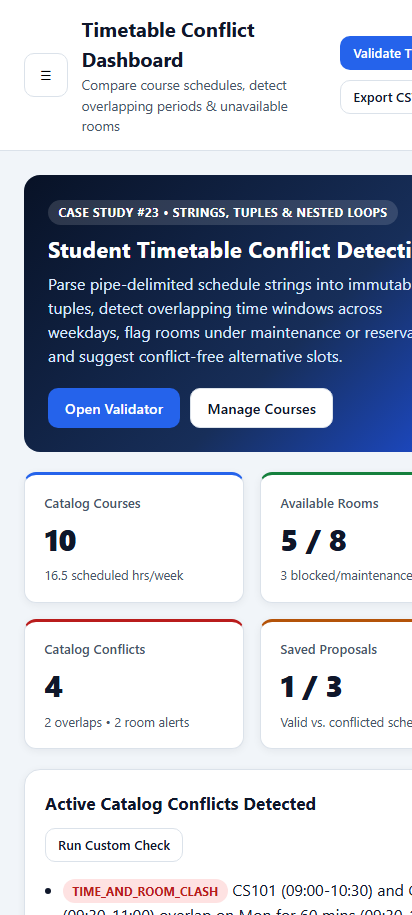 ☰
Timetable Conflict
Dashboard
Compare course schedules, detect
overlapping periods & unavailable
rooms
Validate T
Export CS
CASE STUDY #23 • STRINGS, TUPLES & NESTED LOOPS
Student Timetable Conflict Detecti
Parse pipe-delimited schedule strings into immutab
tuples, detect overlapping time windows across
weekdays, flag rooms under maintenance or reserva
and suggest conflict-free alternative slots.
Open Validator
Manage Courses
Catalog Courses
10
16.5 scheduled hrs/week
Available Rooms
5 / 8
3 blocked/maintenance
Catalog Conflicts
4
2 overlaps • 2 room alerts
Saved Proposals
1 / 3
Valid vs. conflicted sche
Active Catalog Conflicts Detected
Run Custom Check
• TIME_AND_ROOM_CLASH CS101 (09:00-10:30) and
(09:30-11:00) overlap on Mon for 60 mins (09:30-1